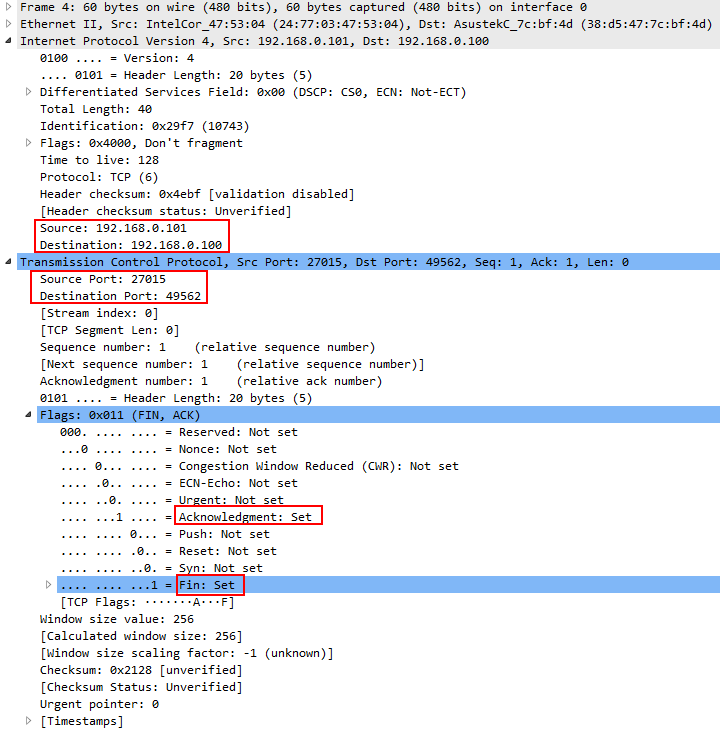 Frame 4: 60 bytes on wire (480 bits), 60 bytes captured (480 bits) on interface 0
Ethernet II, Src: IntelCor_47:53:04 (24:77:03:47:53:04), Dst: AsustekC_7c:bf:4d (38:d5:47:7c:bf:4d)
Internet Protocol Version 4, Src: 192.168.0.101, Dst: 192.168.0.100
0100 .... = Version: 4
.... 0101 = Header Length: 20 bytes (5)
Differentiated Services Field: 0x00 (DSCP: CS0, ECN: Not-ECT)
Total Length: 40
Identification: 0x29f7 (10743)
Flags: 0x4000, Don't fragment
Time to live: 128
Protocol: TCP (6)
Header checksum: 0x4ebf [validation disabled]
[Header checksum status: Unverified]
Source: 192.168.0.101
Destination: 192.168.0.100
Transmission Control Protocol, Src Port: 27015, Dst Port: 49562, Seq: 1, Ack: 1, Len: 0
Source Port: 27015
Destination Port: 49562
[Stream index: 0]
[TCP Segment Len: 0]
Sequence number: 1    (relative sequence number)
[Next sequence number: 1    (relative sequence number)]
Acknowledgment number: 1    (relative ack number)
0101 .... = Header Length: 20 bytes (5)
Flags: 0x011 (FIN, ACK)
000. .... .... = Reserved: Not set
...0 .... .... = Nonce: Not set
.... 0... .... = Congestion Window Reduced (CWR): Not set
.... .0.. .... = ECN-Echo: Not set
.... ..0. .... = Urgent: Not set
.... ...1 .... = Acknowledgment: Set
.... .... 0... = Push: Not set
.... .... .0.. = Reset: Not set
.... .... ..0. = Syn: Not set
.... .... ...1 = Fin: Set
[TCP Flags: ·······A···F]
Window size value: 256
[Calculated window size: 256]
[Window size scaling factor: -1 (unknown)]
Checksum: 0x2128 [unverified]
[Checksum Status: Unverified]
Urgent pointer: 0
[Timestamps]